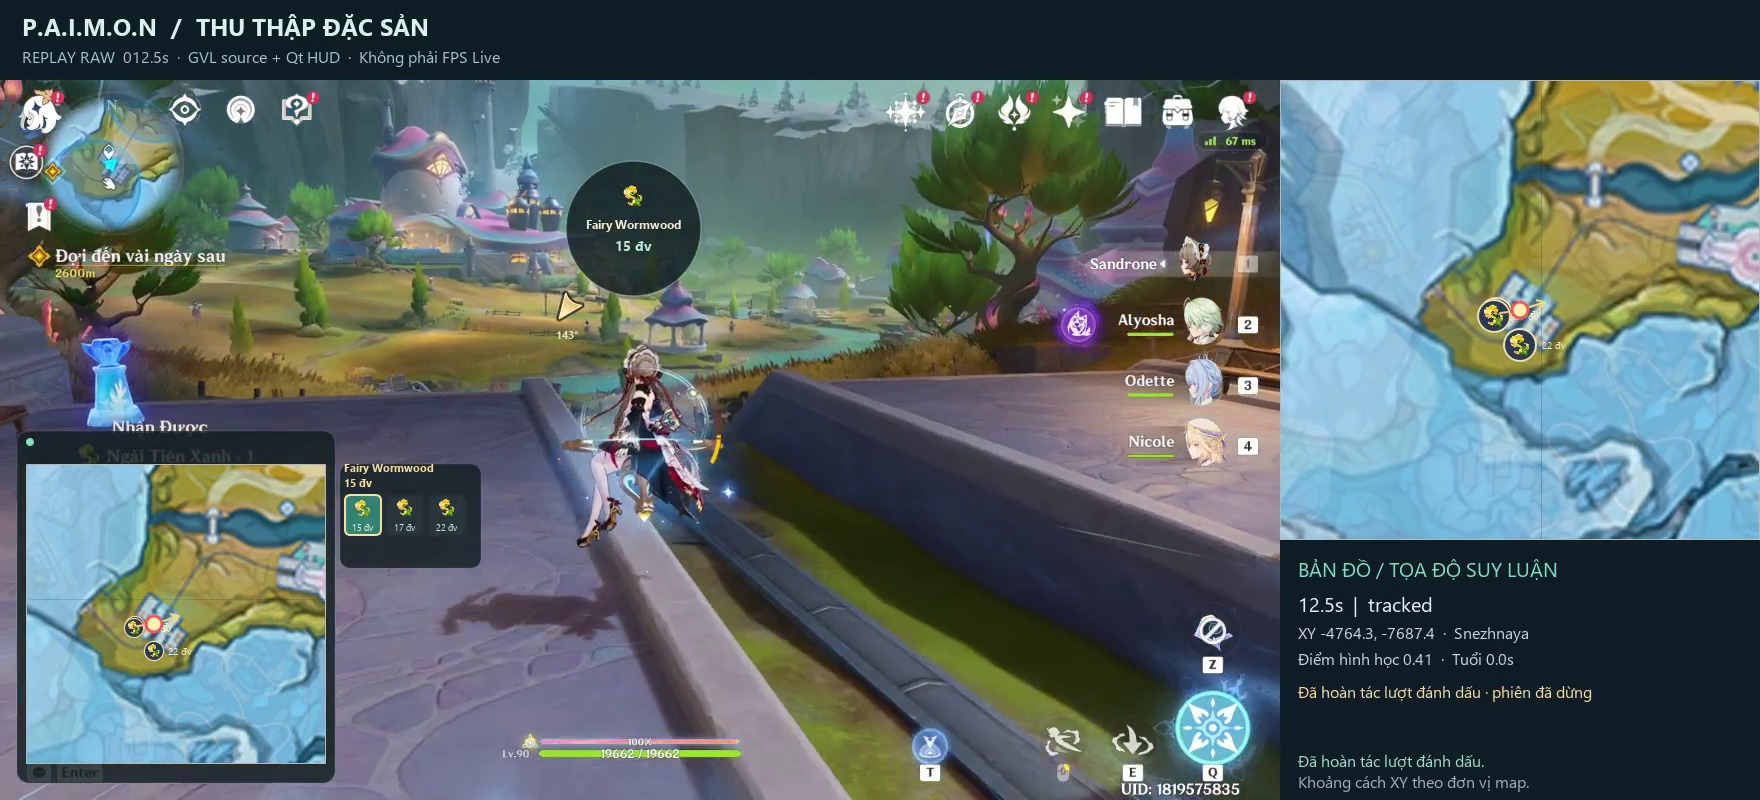 P.A.I.M.O.N / THU THẬP ĐẶC SẢN
REPLAY RAW 012.5s · GVL source + Qt HUD · Không phải FPS Live
N
67 ms
Đợi đến vài ngày sau
2600m
Fairy Wormwood
15 đv
143°
Sandrone
1
Alyosha
2
Odette
3
Nicole
4
Nhận Được
Ngải Tiên Xanh - 1
Fairy Wormwood
15 đv
15 đv
17 đv
22 đv
22 đv
22 đv
Enter
Lv.90
100%
19662 / 19662
Z
T
E
Q
UID: 1819575835
BẢN ĐỒ / TỌA ĐỘ SUY LUẬN
12.5s | tracked
XY -4764.3, -7687.4 · Snezhnaya
Điểm hình học 0.41 · Tuổi 0.0s
Đã hoàn tác lượt đánh dấu · phiên đã dừng
Đã hoàn tác lượt đánh dấu.
Khoảng cách XY theo đơn vị map.